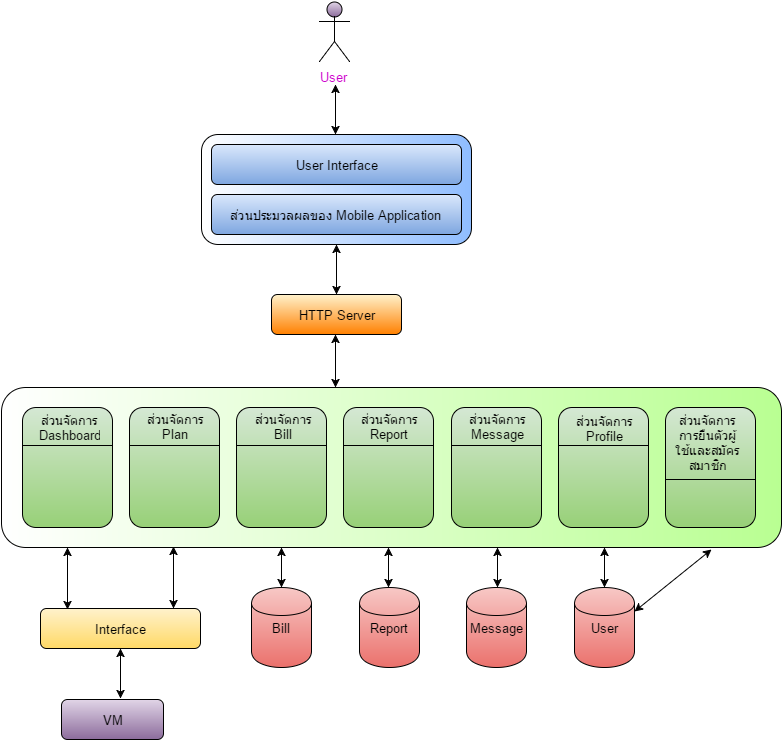 User
User Interface
ส่วนประมวลผลของ Mobile Application
HTTP Server
ส่วนจัดการ
Dashboard
ส่วนจัดการ
Plan
ส่วนจัดการ
Bill
ส่วนจัดการ
Report
ส่วนจัดการ
Message
ส่วนจัดการ
Profile
ส่วนจัดการ
การยืนตัวผู้
ใช้และสมัคร
สมาชิก
Interface
Bill
Report
Message
User
VM